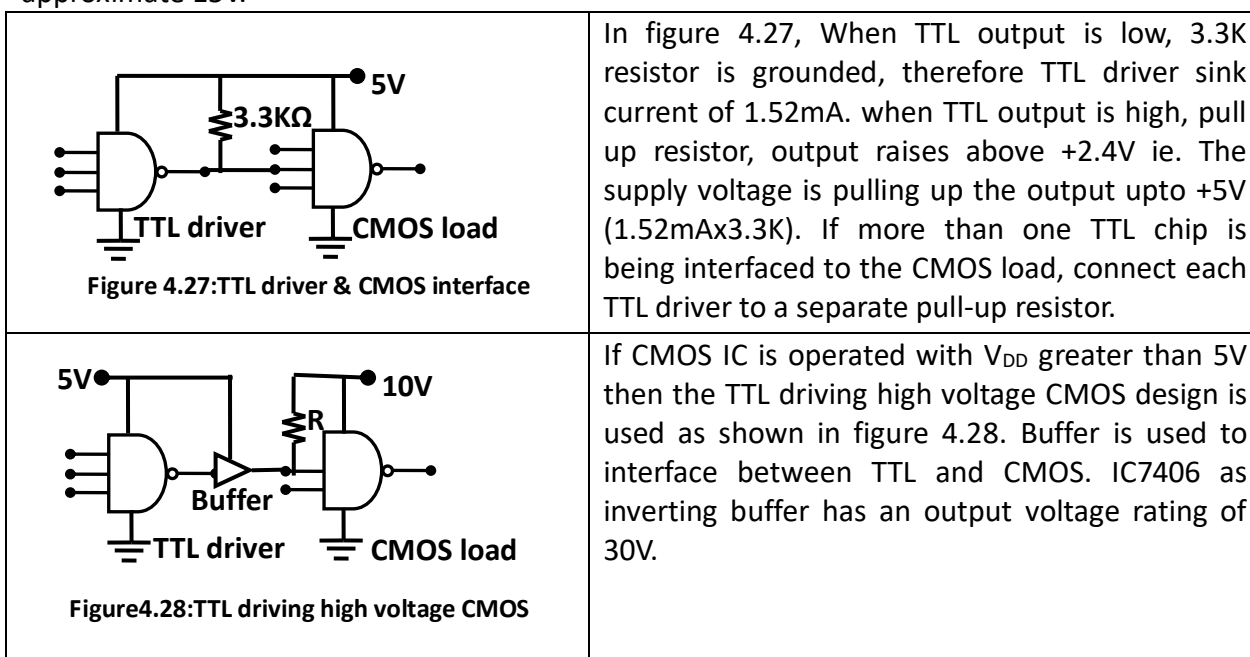 5V
3.3KΩ
TTL driver
CMOS load
Figure 4.27:TTL driver & CMOS interface
In figure 4.27, When TTL output is low, 3.3K
resistor is grounded, therefore TTL driver sink
current of 1.52mA. when TTL output is high, pull
up resistor, output raises above +2.4V ie. The
supply voltage is pulling up the output upto +5V
(1.52mAx3.3K). If more than one TTL chip is
being interfaced to the CMOS load, connect each
TTL driver to a separate pull-up resistor.
5V
10V
R
Buffer
TTL driver
CMOS load
Figure4.28:TTL driving high voltage CMOS
If CMOS IC is operated with VDD greater than 5V
then the TTL driving high voltage CMOS design is
used as shown in figure 4.28. Buffer is used to
interface between TTL and CMOS. IC7406 as
inverting buffer has an output voltage rating of
30V.